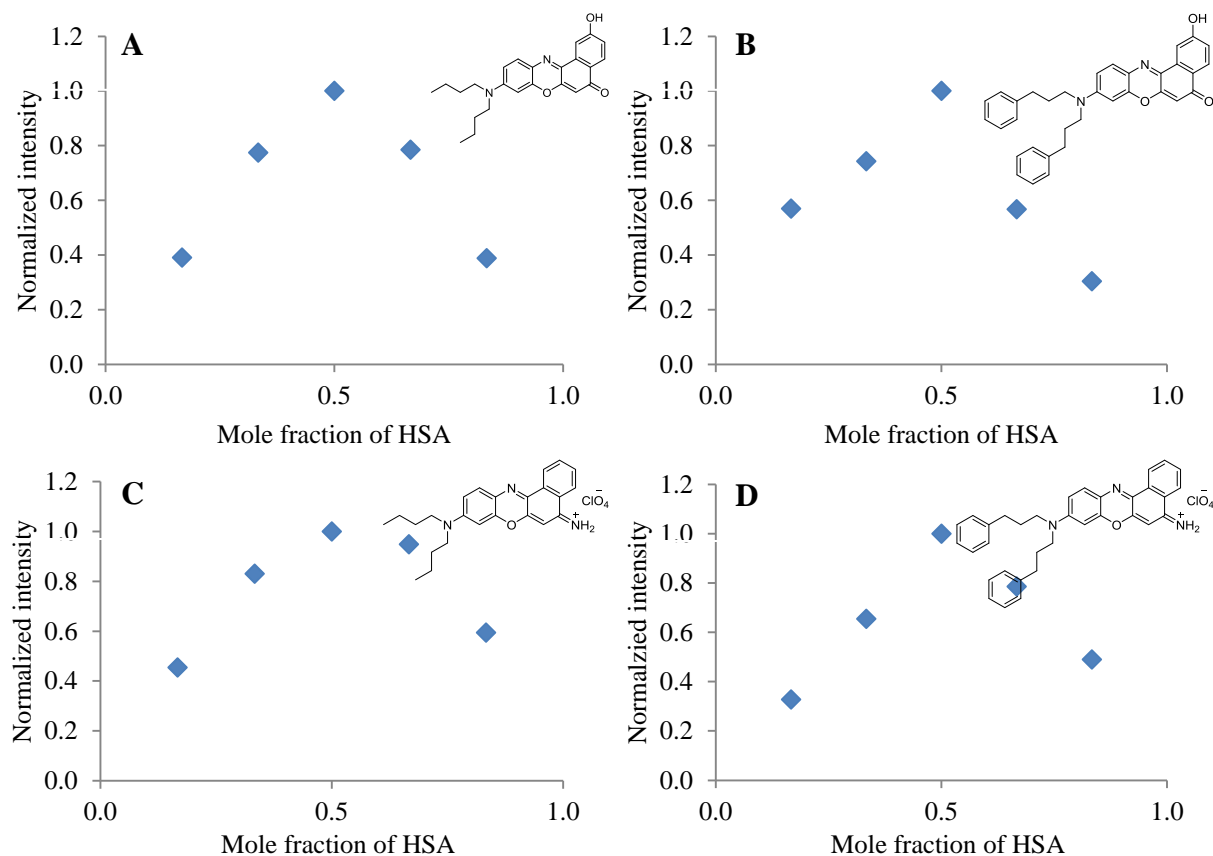 A
OH
N
N
O
O
1.2
1.0
0.8
0.6
0.4
0.2
0.0
0.0 0.5 1.0
Normalized intensity
Mole fraction of HSA
B
OH
N
N
O
O
1.2
1.0
0.8
0.6
0.4
0.2
0.0
0.0 0.5 1.0
Normalized intensity
Mole fraction of HSA
C
N
N
O
+
NH2
ClO4
−
1.2
1.0
0.8
0.6
0.4
0.2
0.0
0.0 0.5 1.0
Normalized intensity
Mole fraction of HSA
D
N
N
O
+
NH2
ClO4
−
1.2
1.0
0.8
0.6
0.4
0.2
0.0
0.0 0.5 1.0
Normalzied intensity
Mole fraction of HSA